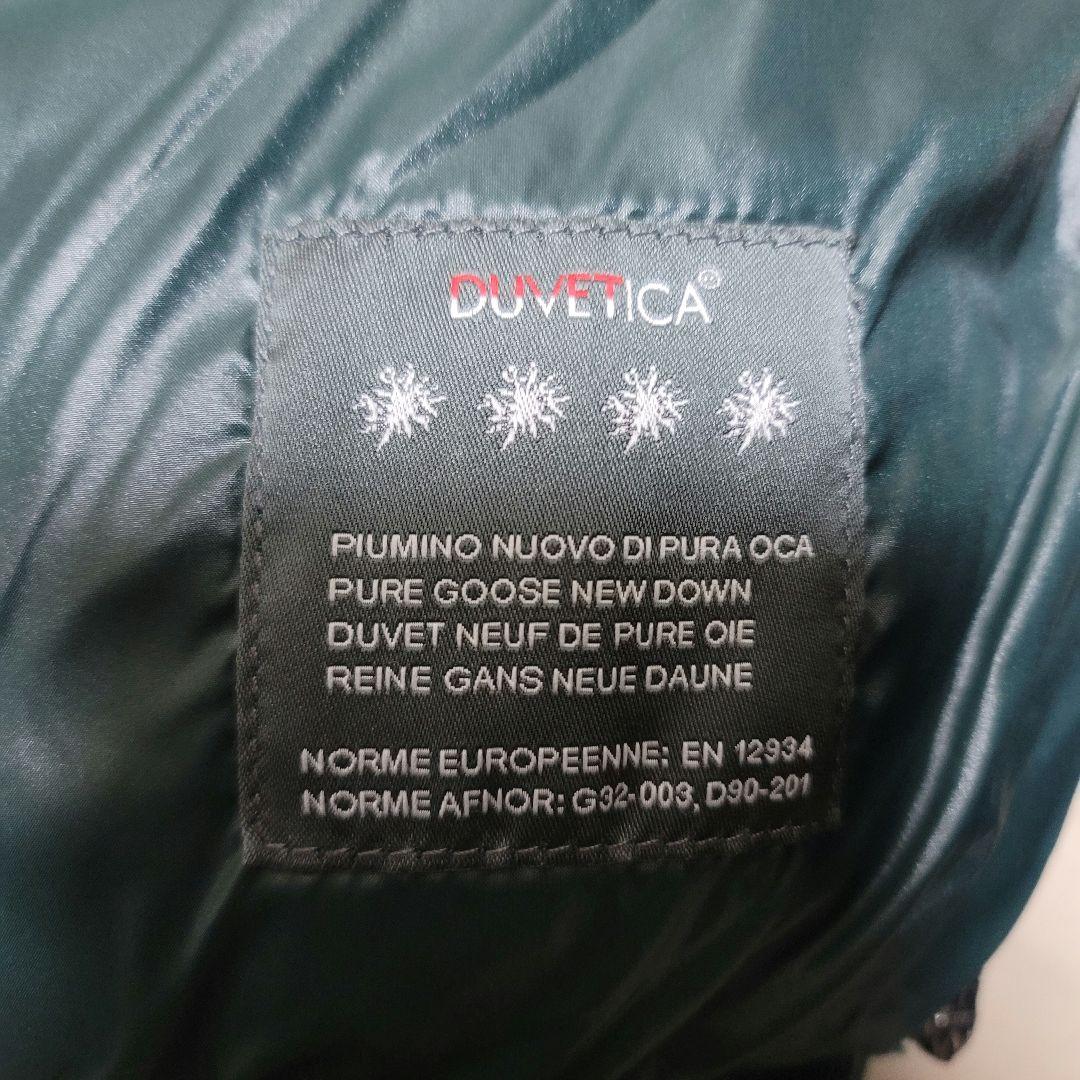 DUVETICA®
PIUMINO NUOVO DI PURA OCA
PURE GOOSE NEW DOWN
DUVET NEUF DE PURE OIE
REINE GANS NEUE DAUNE
NORME EUROPEENNE: EN 12934
NORME AFNOR: G32-003, D90-201